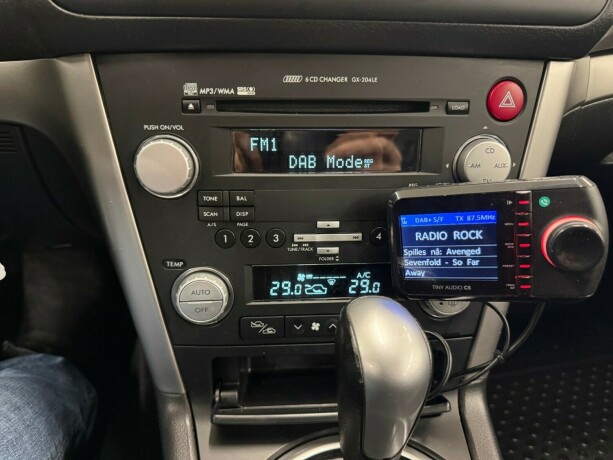 6 CD CHANGER GX-204LE
MP3/WMA
LOAD
PUSH ON/VOL
FM1
DAB Mode
CD
AM
AUX
TONE
BAL
SCAN
DISP
A/S
PAGE
1
2
3
4
TUNE/TRACK
FOLDER
TEMP
AUTO
OFF
A/C
29.0
29.0
DAB+ S/F TX 87.5MHz
RADIO ROCK
Spilles nå: Avenged
Sevenfold - So Far
Away
TINY AUDIO C5